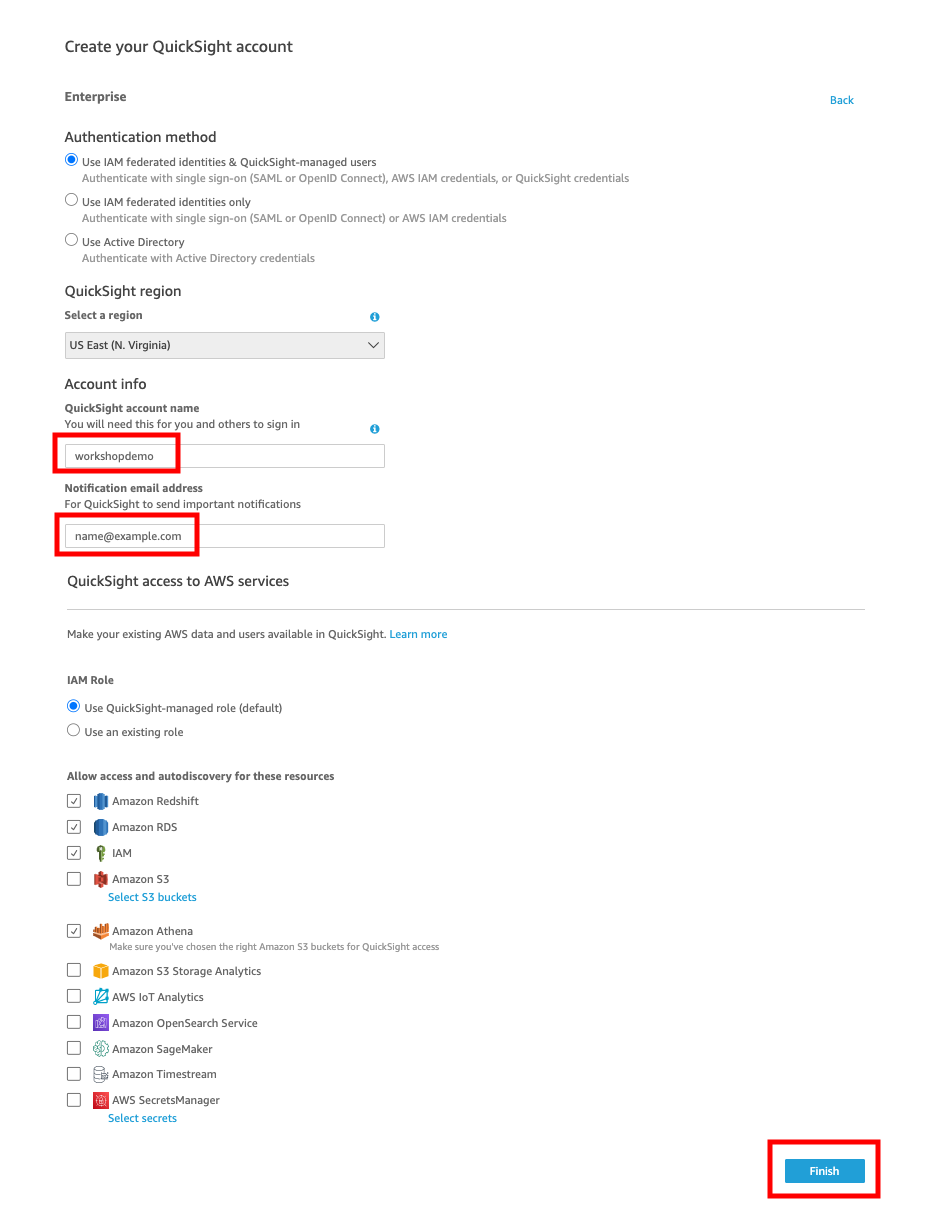 Create your QuickSight account
Enterprise
Back
Authentication method
Use IAM federated identities & QuickSight-managed users
Authenticate with single sign-on (SAML or OpenID Connect), AWS IAM credentials, or QuickSight credentials
Use IAM federated identities only
Authenticate with single sign-on (SAML or OpenID Connect) or AWS IAM credentials
Use Active Directory
Authenticate with Active Directory credentials
QuickSight region
Select a region
US East (N. Virginia)
Account info
QuickSight account name
You will need this for you and others to sign in
workshopdemo
Notification email address
For QuickSight to send important notifications
name@example.com
QuickSight access to AWS services
Make your existing AWS data and users available in QuickSight. Learn more
IAM Role
Use QuickSight-managed role (default)
Use an existing role
Allow access and autodiscovery for these resources
Amazon Redshift
Amazon RDS
IAM
Amazon S3
Select S3 buckets
Amazon Athena
Make sure you've chosen the right Amazon S3 buckets for QuickSight access
Amazon S3 Storage Analytics
AWS IoT Analytics
Amazon OpenSearch Service
Amazon SageMaker
Amazon Timestream
AWS SecretsManager
Select secrets
Finish